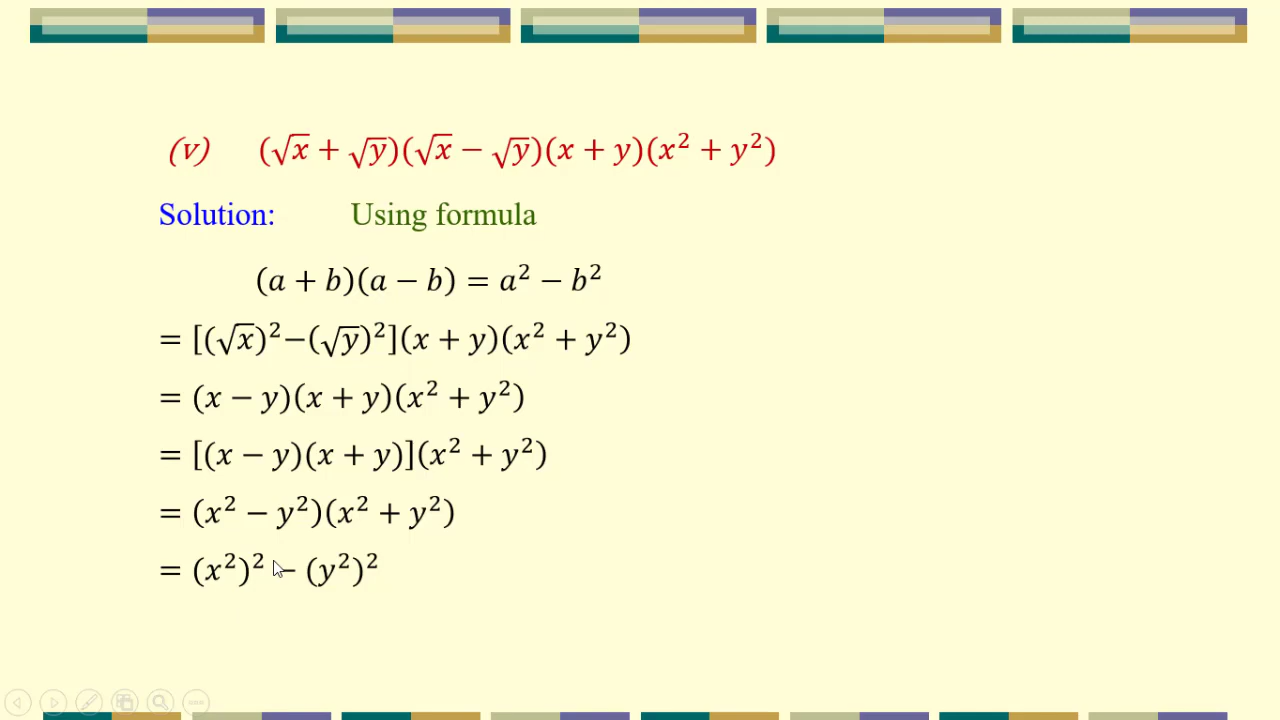 (v) (√x + √y)(√x − √y)(x + y)(x² + y²)
Solution: Using formula
(a + b)(a − b) = a² − b²
= [(√x)²−(√y)²](x + y)(x² + y²)
= (x − y)(x + y)(x² + y²)
= [(x − y)(x + y)](x² + y²)
= (x² − y²)(x² + y²)
= (x²)² − (y²)²